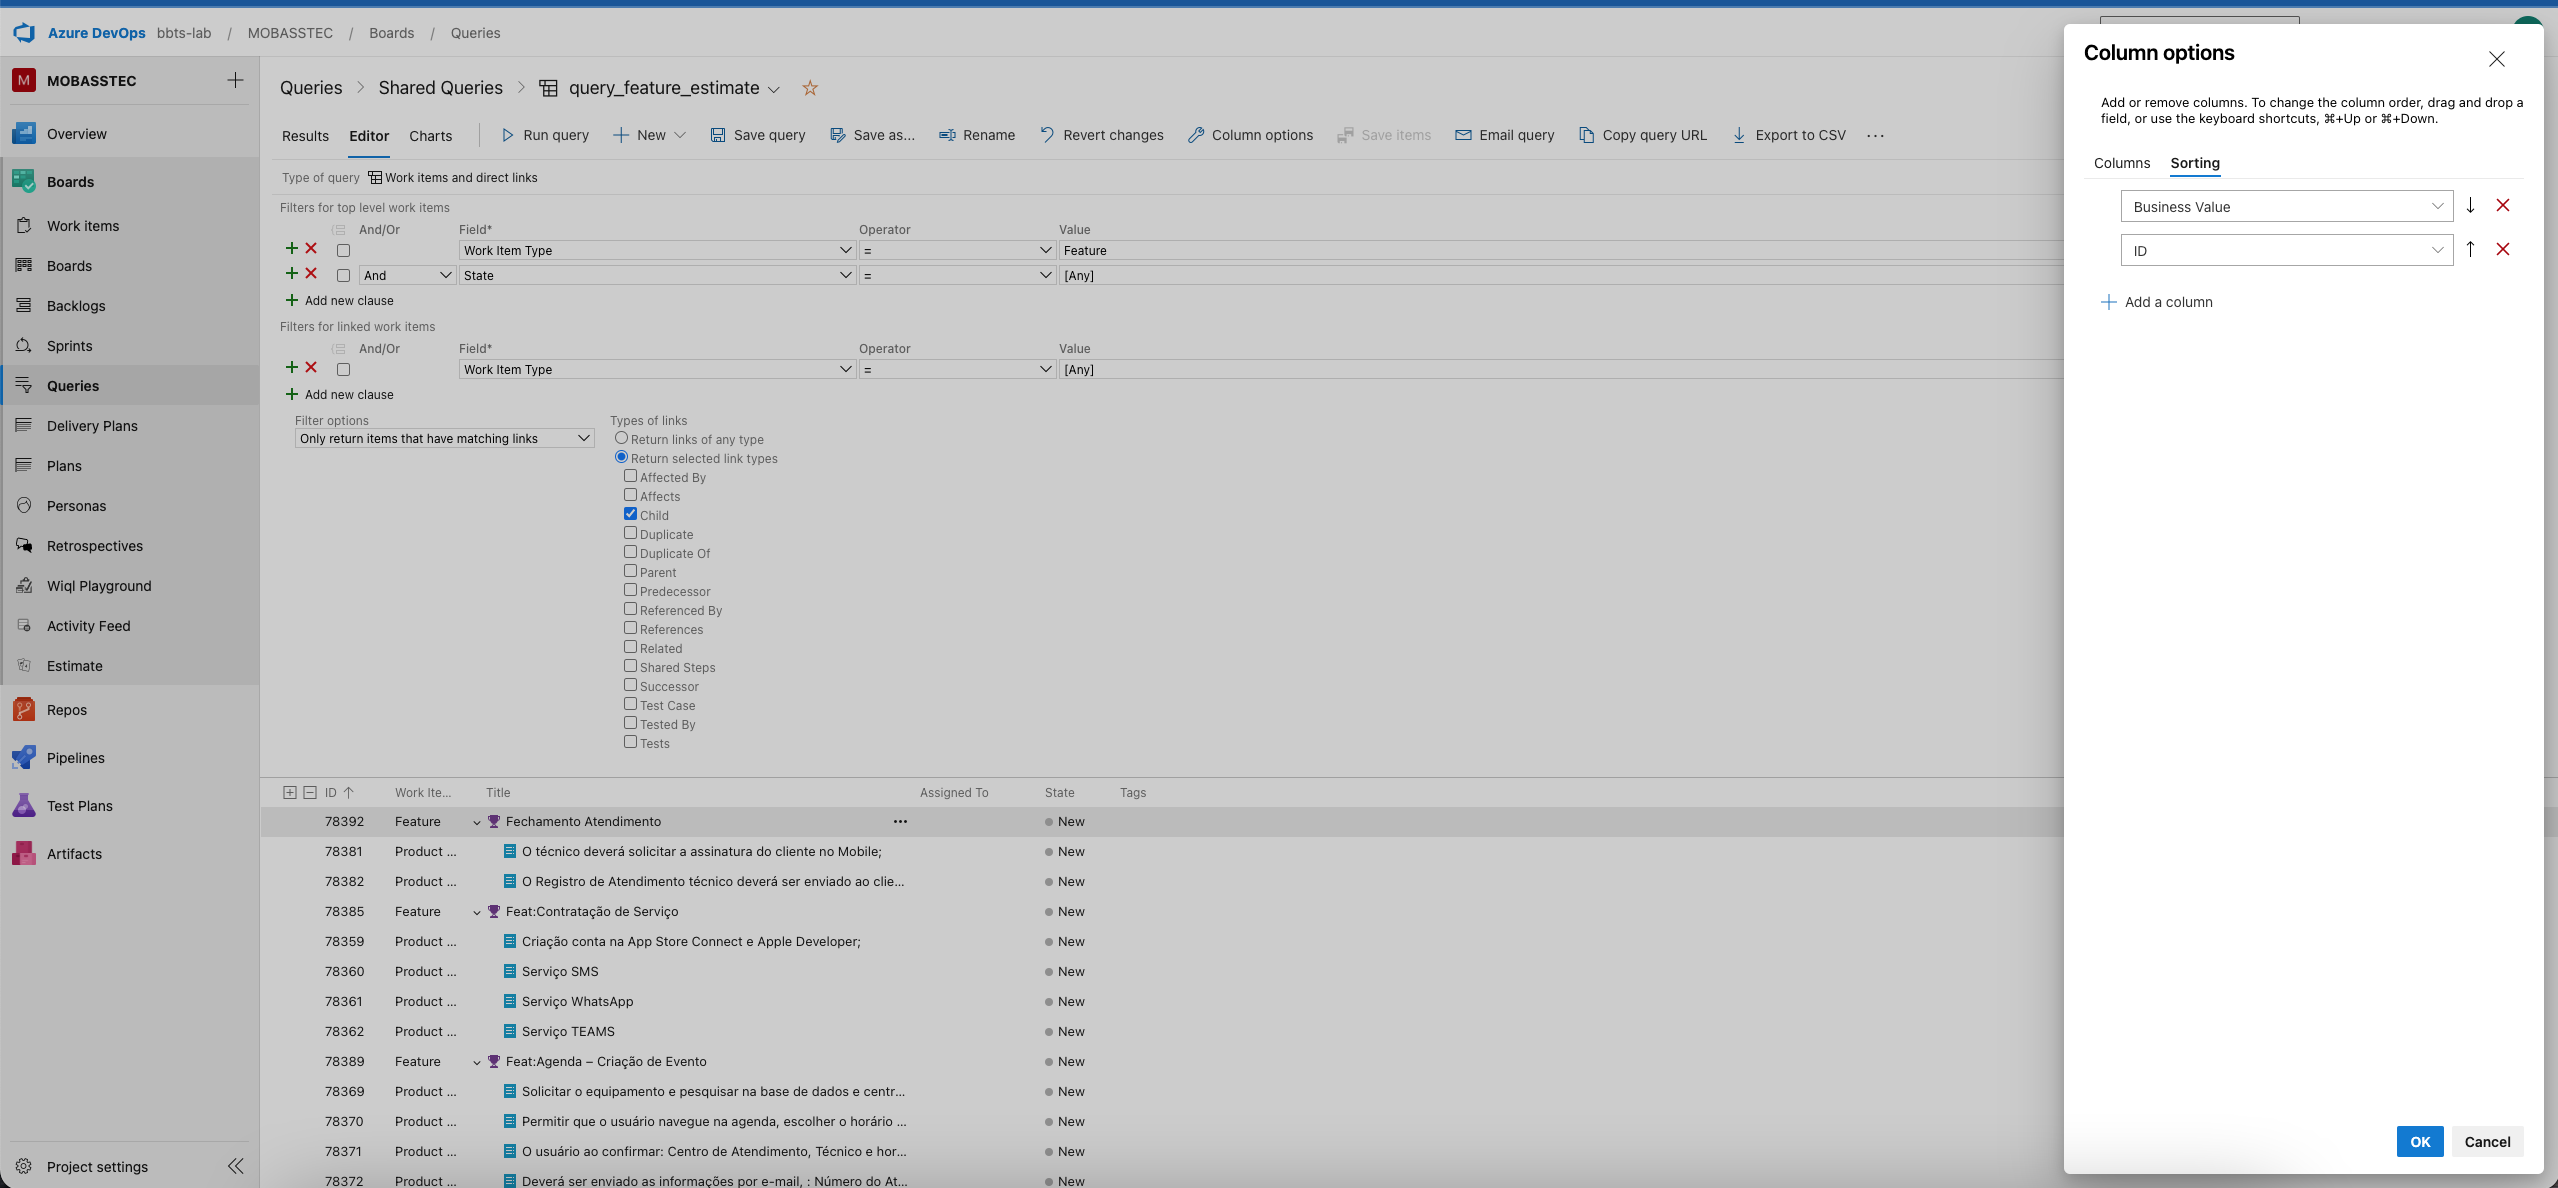 Azure DevOps bbts-lab / MOBASSTEC / Boards / Queries
M MOBASSTEC
Overview
Boards
Work items
Boards
Backlogs
Sprints
Queries
Delivery Plans
Plans
Personas
Retrospectives
Wiql Playground
Activity Feed
Estimate
Repos
Pipelines
Test Plans
Artifacts
Project settings
Queries > Shared Queries > query_feature_estimate
Results Editor Charts Run query New Save query Save as... Rename Revert changes Column options Save items Email query Copy query URL Export to CSV ...
Type of query Work items and direct links
Filters for top level work items
And/Or Field* Operator Value
Work Item Type = Feature
And State = [Any]
Add new clause
Filters for linked work items
And/Or Field* Operator Value
Work Item Type = [Any]
Add new clause
Filter options
Only return items that have matching links
Types of links
Return links of any type
Return selected link types
Affected By
Affects
Child
Duplicate
Duplicate Of
Parent
Predecessor
Referenced By
References
Related
Shared Steps
Successor
Test Case
Tested By
Tests
ID Work Ite... Title Assigned To State Tags
78392 Feature Fechamento Atendimento ... New
78381 Product ... O técnico deverá solicitar a assinatura do cliente no Mobile; New
78382 Product ... O Registro de Atendimento técnico deverá ser enviado ao clie... New
78385 Feature Feat:Contratação de Serviço New
78359 Product ... Criação conta na App Store Connect e Apple Developer; New
78360 Product ... Serviço SMS New
78361 Product ... Serviço WhatsApp New
78362 Product ... Serviço TEAMS New
78389 Feature Feat:Agenda – Criação de Evento New
78369 Product ... Solicitar o equipamento e pesquisar na base de dados e centr... New
78370 Product ... Permitir que o usuário navegue na agenda, escolher o horário ... New
78371 Product ... O usuário ao confirmar: Centro de Atendimento, Técnico e hor... New
78372 Product ... Deverá ser enviado as informações por e-mail, : Número do At... New
Column options
Add or remove columns. To change the column order, drag and drop a
field, or use the keyboard shortcuts, ⌘+Up or ⌘+Down.
Columns Sorting
Business Value
ID
Add a column
OK Cancel